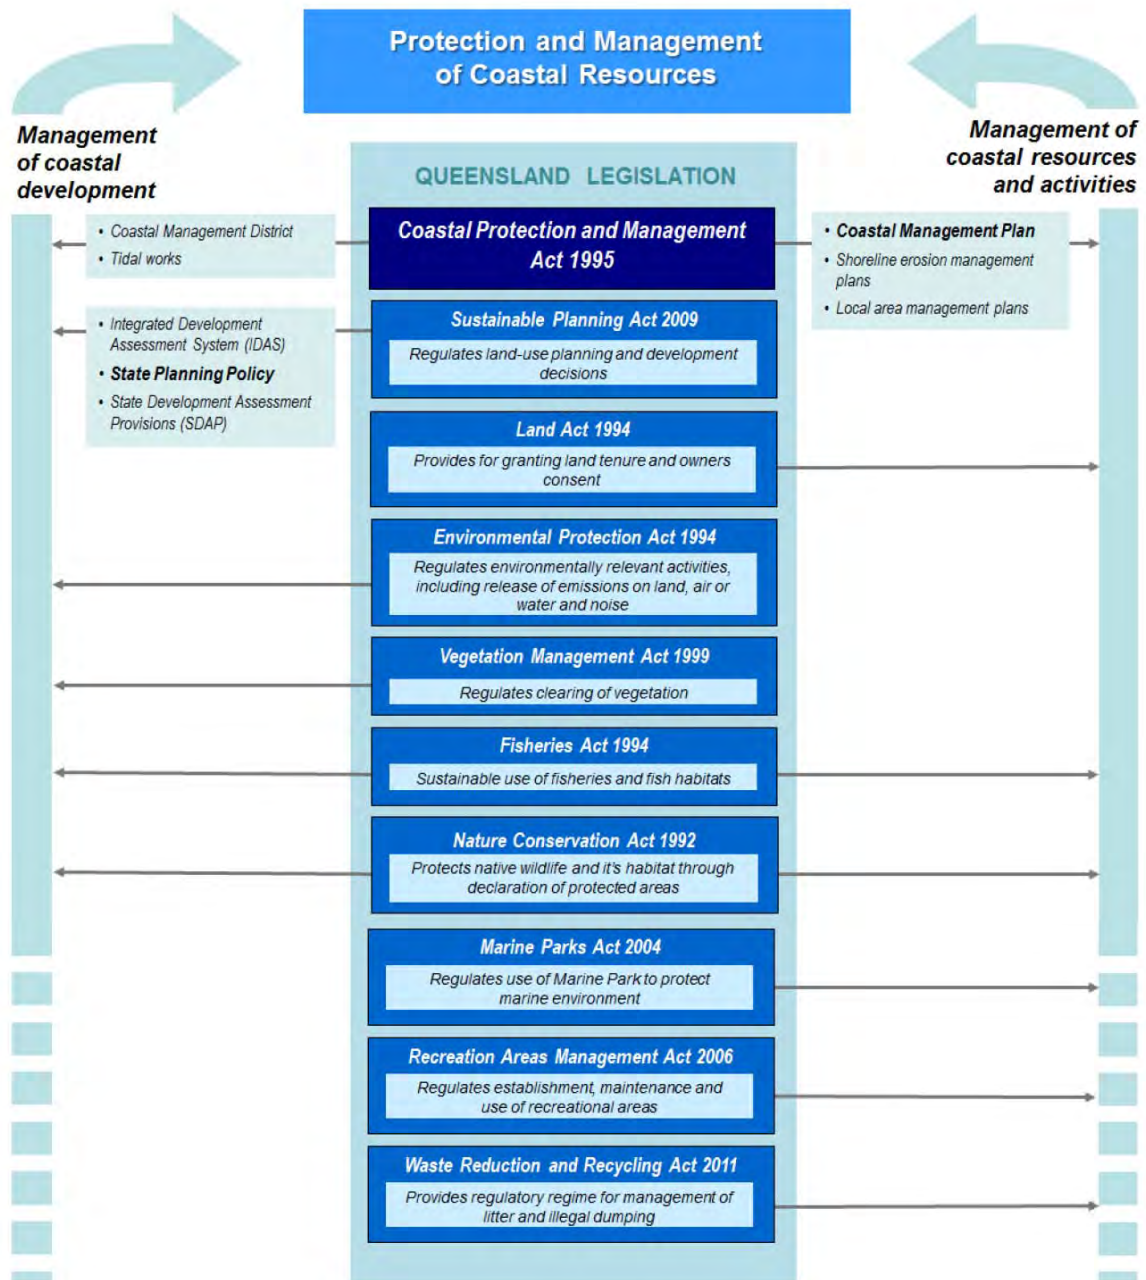 Protection and Management
of Coastal Resources
Management
of coastal
development
Management of
coastal resources
and activities
QUEENSLAND LEGISLATION
• Coastal Management District
• Tidal works
Coastal Protection and Management
Act 1995
• Coastal Management Plan
• Shoreline erosion management
plans
• Local area management plans
• Integrated Development
Assessment System (IDAS)
• State Planning Policy
• State Development Assessment
Provisions (SDAP)
Sustainable Planning Act 2009
Regulates land-use planning and development
decisions
Land Act 1994
Provides for granting land tenure and owners
consent
Environmental Protection Act 1994
Regulates environmentally relevant activities,
including release of emissions on land, air or
water and noise
Vegetation Management Act 1999
Regulates clearing of vegetation
Fisheries Act 1994
Sustainable use of fisheries and fish habitats
Nature Conservation Act 1992
Protects native wildlife and it's habitat through
declaration of protected areas
Marine Parks Act 2004
Regulates use of Marine Park to protect
marine environment
Recreation Areas Management Act 2006
Regulates establishment, maintenance and
use of recreational areas
Waste Reduction and Recycling Act 2011
Provides regulatory regime for management of
litter and illegal dumping